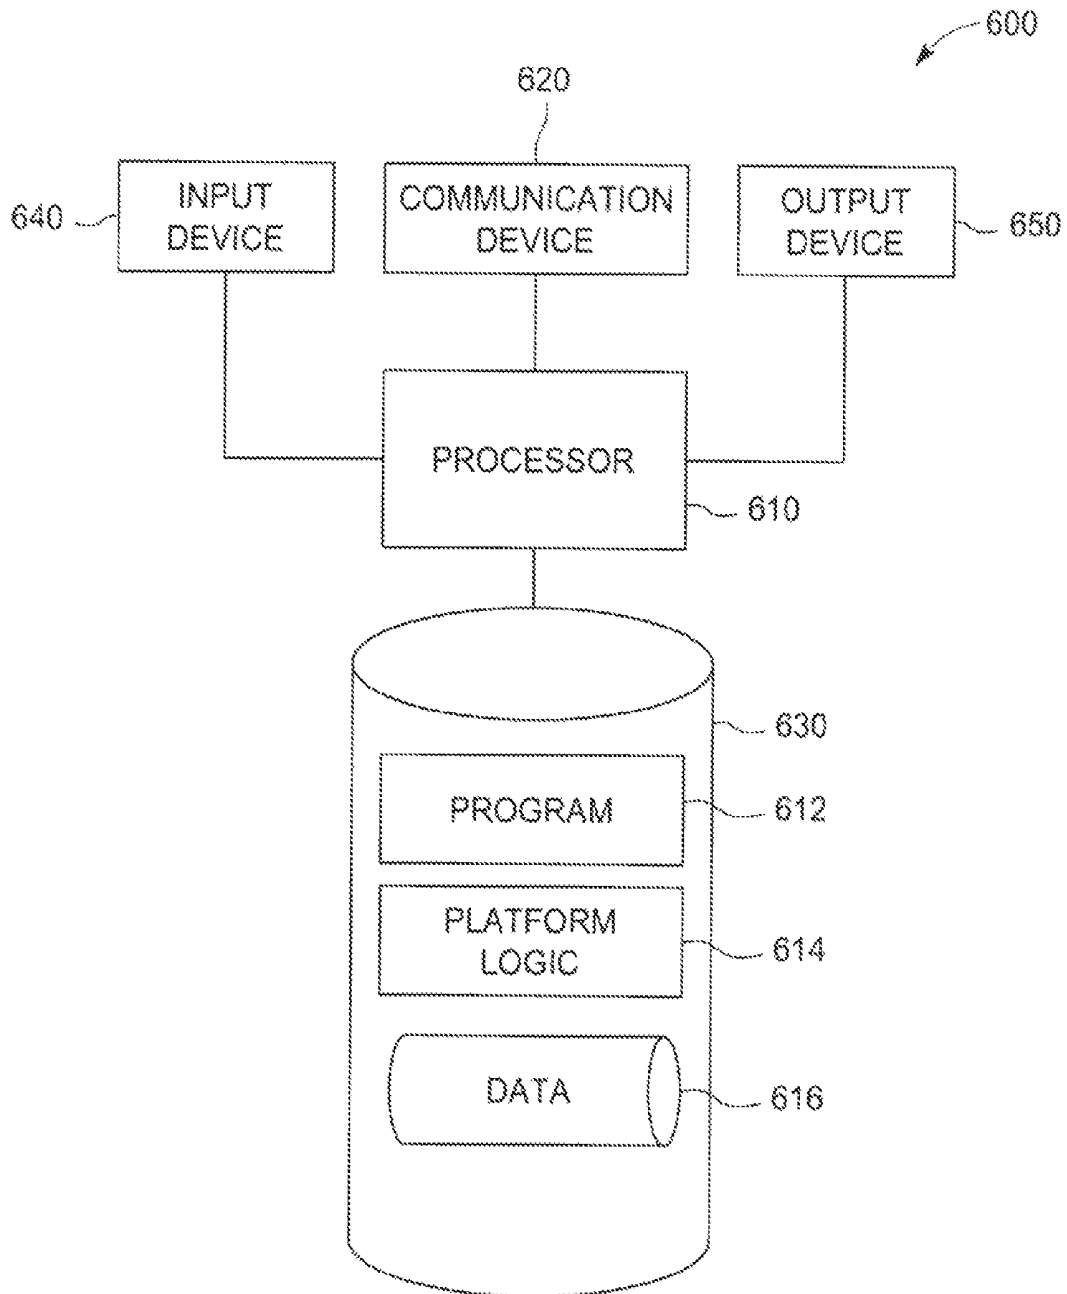 600
620
INPUT
DEVICE
640
COMMUNICATION
DEVICE
OUTPUT
DEVICE
650
PROCESSOR
610
630
PROGRAM
612
PLATFORM
LOGIC
614
DATA
616